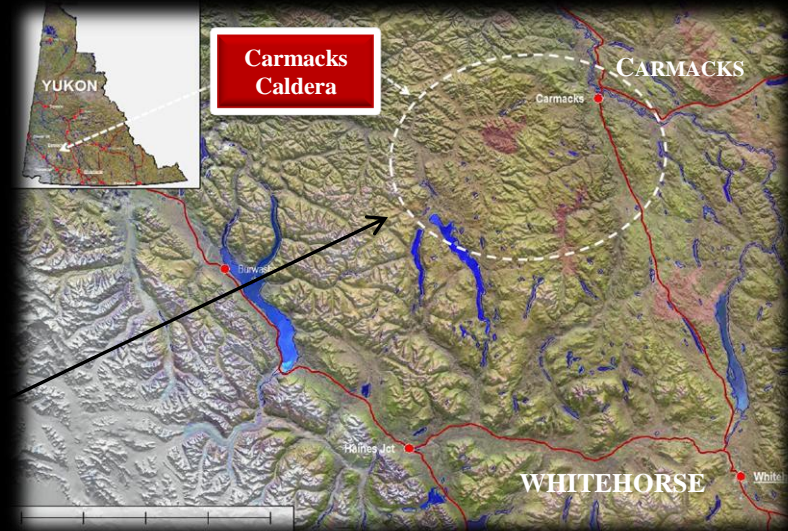 YUKON
Carmacks
Caldera
CARMACKS
Carmacks
Burwash
Haines Jct
WHITEHORSE